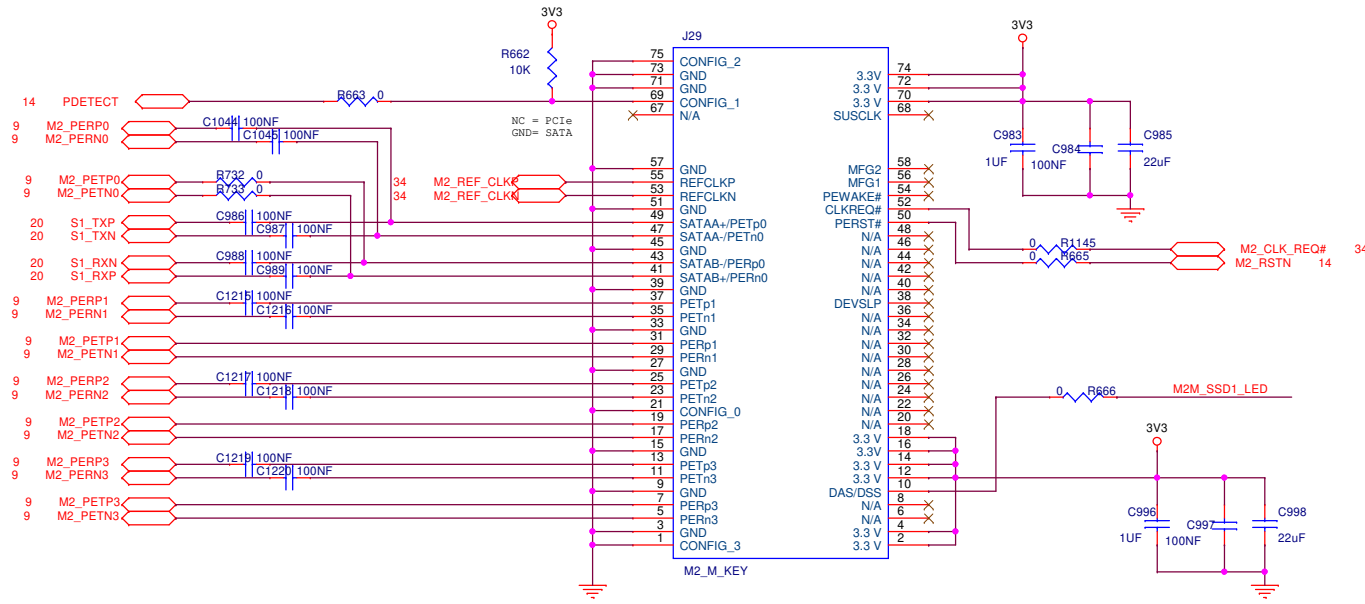 3V3
R662
10K
J29
3V3
75 CONFIG_2
73 GND
71 GND
14 PDETECT R663 0 69 CONFIG_1
67 N/A
NC = PCIe
GND= SATA
74 3.3V
72 3.3 V
70 3.3 V
68 SUSCLK
C983
1UF
C984
100NF
C985
22uF
9 M2_PERP0 C1044 100NF
9 M2_PERN0 C1045 100NF
9 M2_PETP0 R732 0
9 M2_PETN0 R733 0
34 M2_REF_CLKP
34 M2_REF_CLKN
20 S1_TXP C986 100NF
20 S1_TXN C987 100NF
20 S1_RXN C988 100NF
20 S1_RXP C989 100NF
9 M2_PERP1 C1215 100NF
9 M2_PERN1 C1216 100NF
9 M2_PETP1
9 M2_PETN1
9 M2_PERP2 C1217 100NF
9 M2_PERN2 C1218 100NF
9 M2_PETP2
9 M2_PETN2
9 M2_PERP3 C1219 100NF
9 M2_PERN3 C1220 100NF
9 M2_PETP3
9 M2_PETN3
57 GND
55 REFCLKP
53 REFCLKN
51 GND
49 SATAA+/PETp0
47 SATAA-/PETn0
45 GND
43 SATAB-/PERp0
41 SATAB+/PERn0
39 GND
37 PETp1
35 PETn1
33 GND
31 PERp1
29 PERn1
27 GND
25 PETp2
23 PETn2
21 CONFIG_0
19 PERp2
17 PERn2
15 GND
13 PETp3
11 PETn3
9 GND
7 PERp3
5 PERn3
3 GND
1 CONFIG_3
58 MFG2
56 MFG1
54 PEWAKE#
52 CLKREQ#
50 PERST#
48 N/A
46 N/A
44 N/A
42 N/A
40 N/A
38 DEVSLP
36 N/A
34 N/A
32 N/A
30 N/A
28 N/A
26 N/A
24 N/A
22 N/A
20 N/A
18 3.3 V
16 3.3V
14 3.3 V
12 3.3 V
10 DAS/DSS
8 N/A
6 N/A
4 3.3 V
2 3.3 V
M2_M_KEY
0 R1145 M2_CLK_REQ# 34
0 R665 M2_RSTN 14
0 R666 M2M_SSD1_LED
3V3
C996
1UF
C997
100NF
C998
22uF